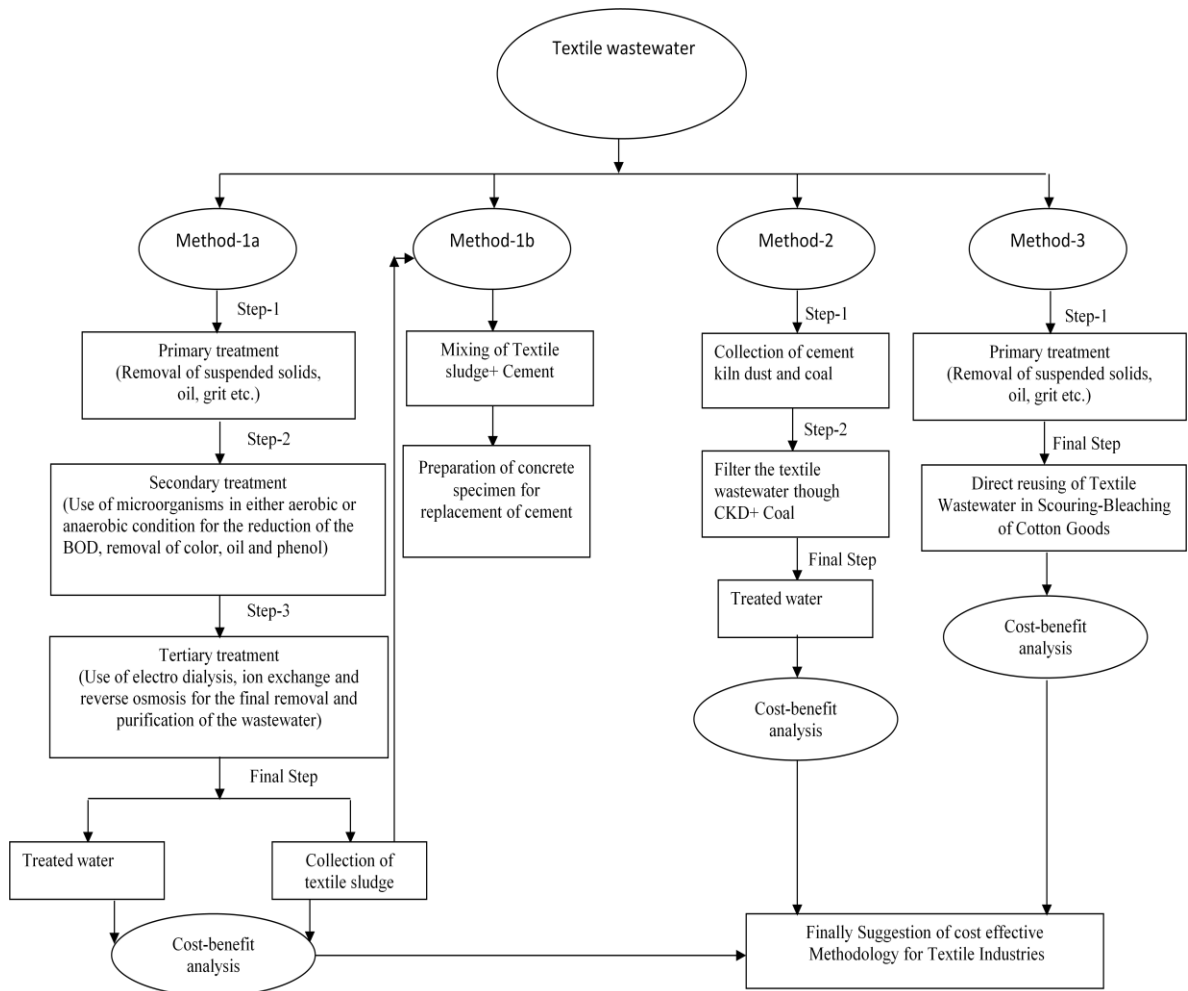 Textile wastewater
Method-1a
Method-1b
Method-2
Method-3
Step-1
Primary treatment
(Removal of suspended solids,
oil, grit etc.)
Step-2
Secondary treatment
(Use of microorganisms in either aerobic or
anaerobic condition for the reduction of the
BOD, removal of color, oil and phenol)
Step-3
Tertiary treatment
(Use of electro dialysis, ion exchange and
reverse osmosis for the final removal and
purification of the wastewater)
Final Step
Treated water
Collection of
textile sludge
Cost-benefit
analysis
Mixing of Textile
sludge+ Cement
Preparation of concrete
specimen for
replacement of cement
Step-1
Collection of cement
kiln dust and coal
Step-2
Filter the textile
wastewater though
CKD+ Coal
Final Step
Treated water
Cost-benefit
analysis
Step-1
Primary treatment
(Removal of suspended solids,
oil, grit etc.)
Final Step
Direct reusing of Textile
Wastewater in Scouring-Bleaching
of Cotton Goods
Cost-benefit
analysis
Finally Suggestion of cost effective
Methodology for Textile Industries